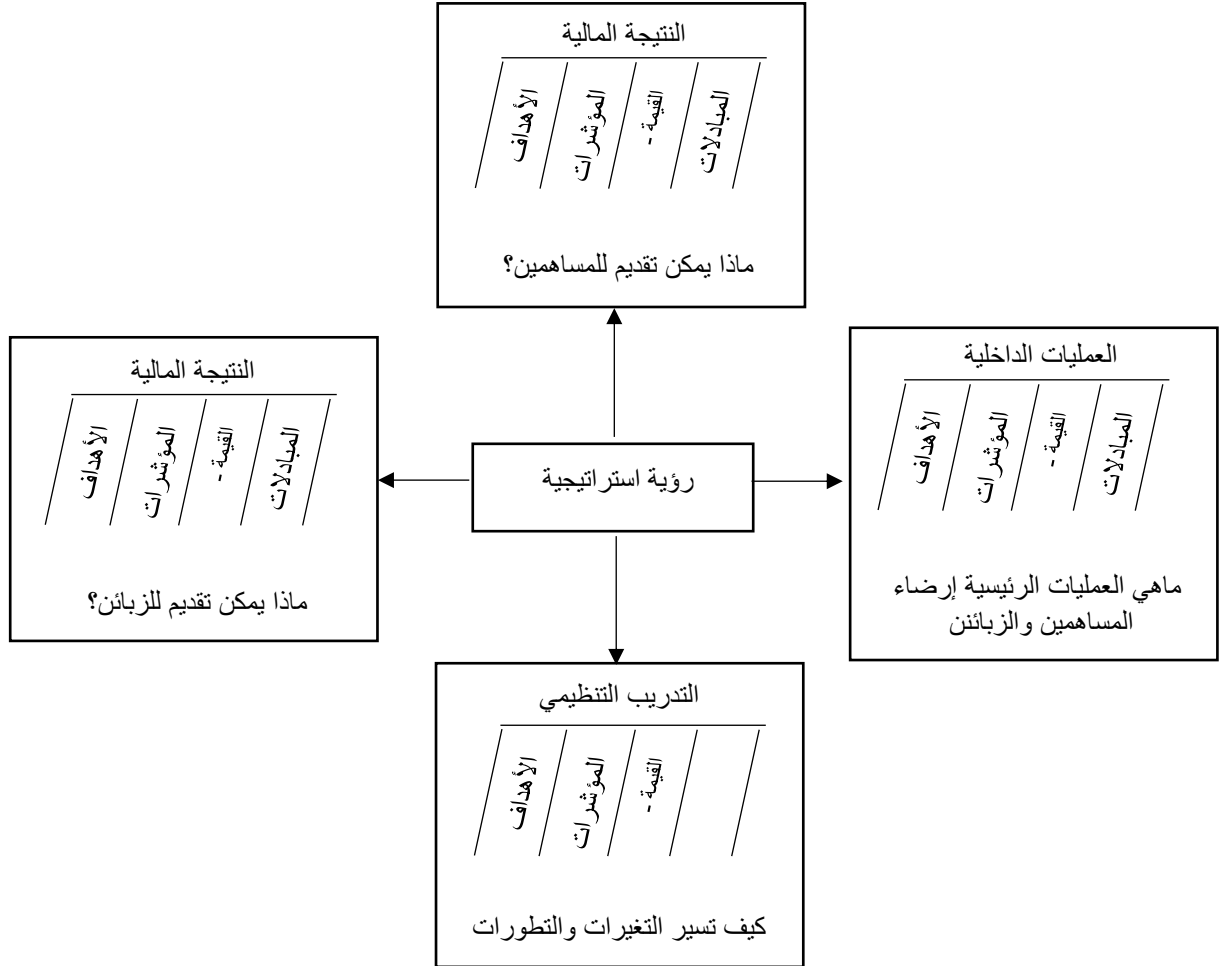 النتيجة المالية
الأهداف
المؤشرات
القيمة -
المبادلات
ماذا يمكن تقديم للمساهمين؟
العمليات الداخلية
الأهداف
المؤشرات
القيمة -
المبادلات
ماهي العمليات الرئيسية إرضاء
المساهمين والزبائنن
رؤية استراتيجية
النتيجة المالية
الأهداف
المؤشرات
القيمة -
المبادلات
ماذا يمكن تقديم للزبائن؟
التدريب التنظيمي
الأهداف
المؤشرات
القيمة -
كيف تسير التغيرات والتطورات